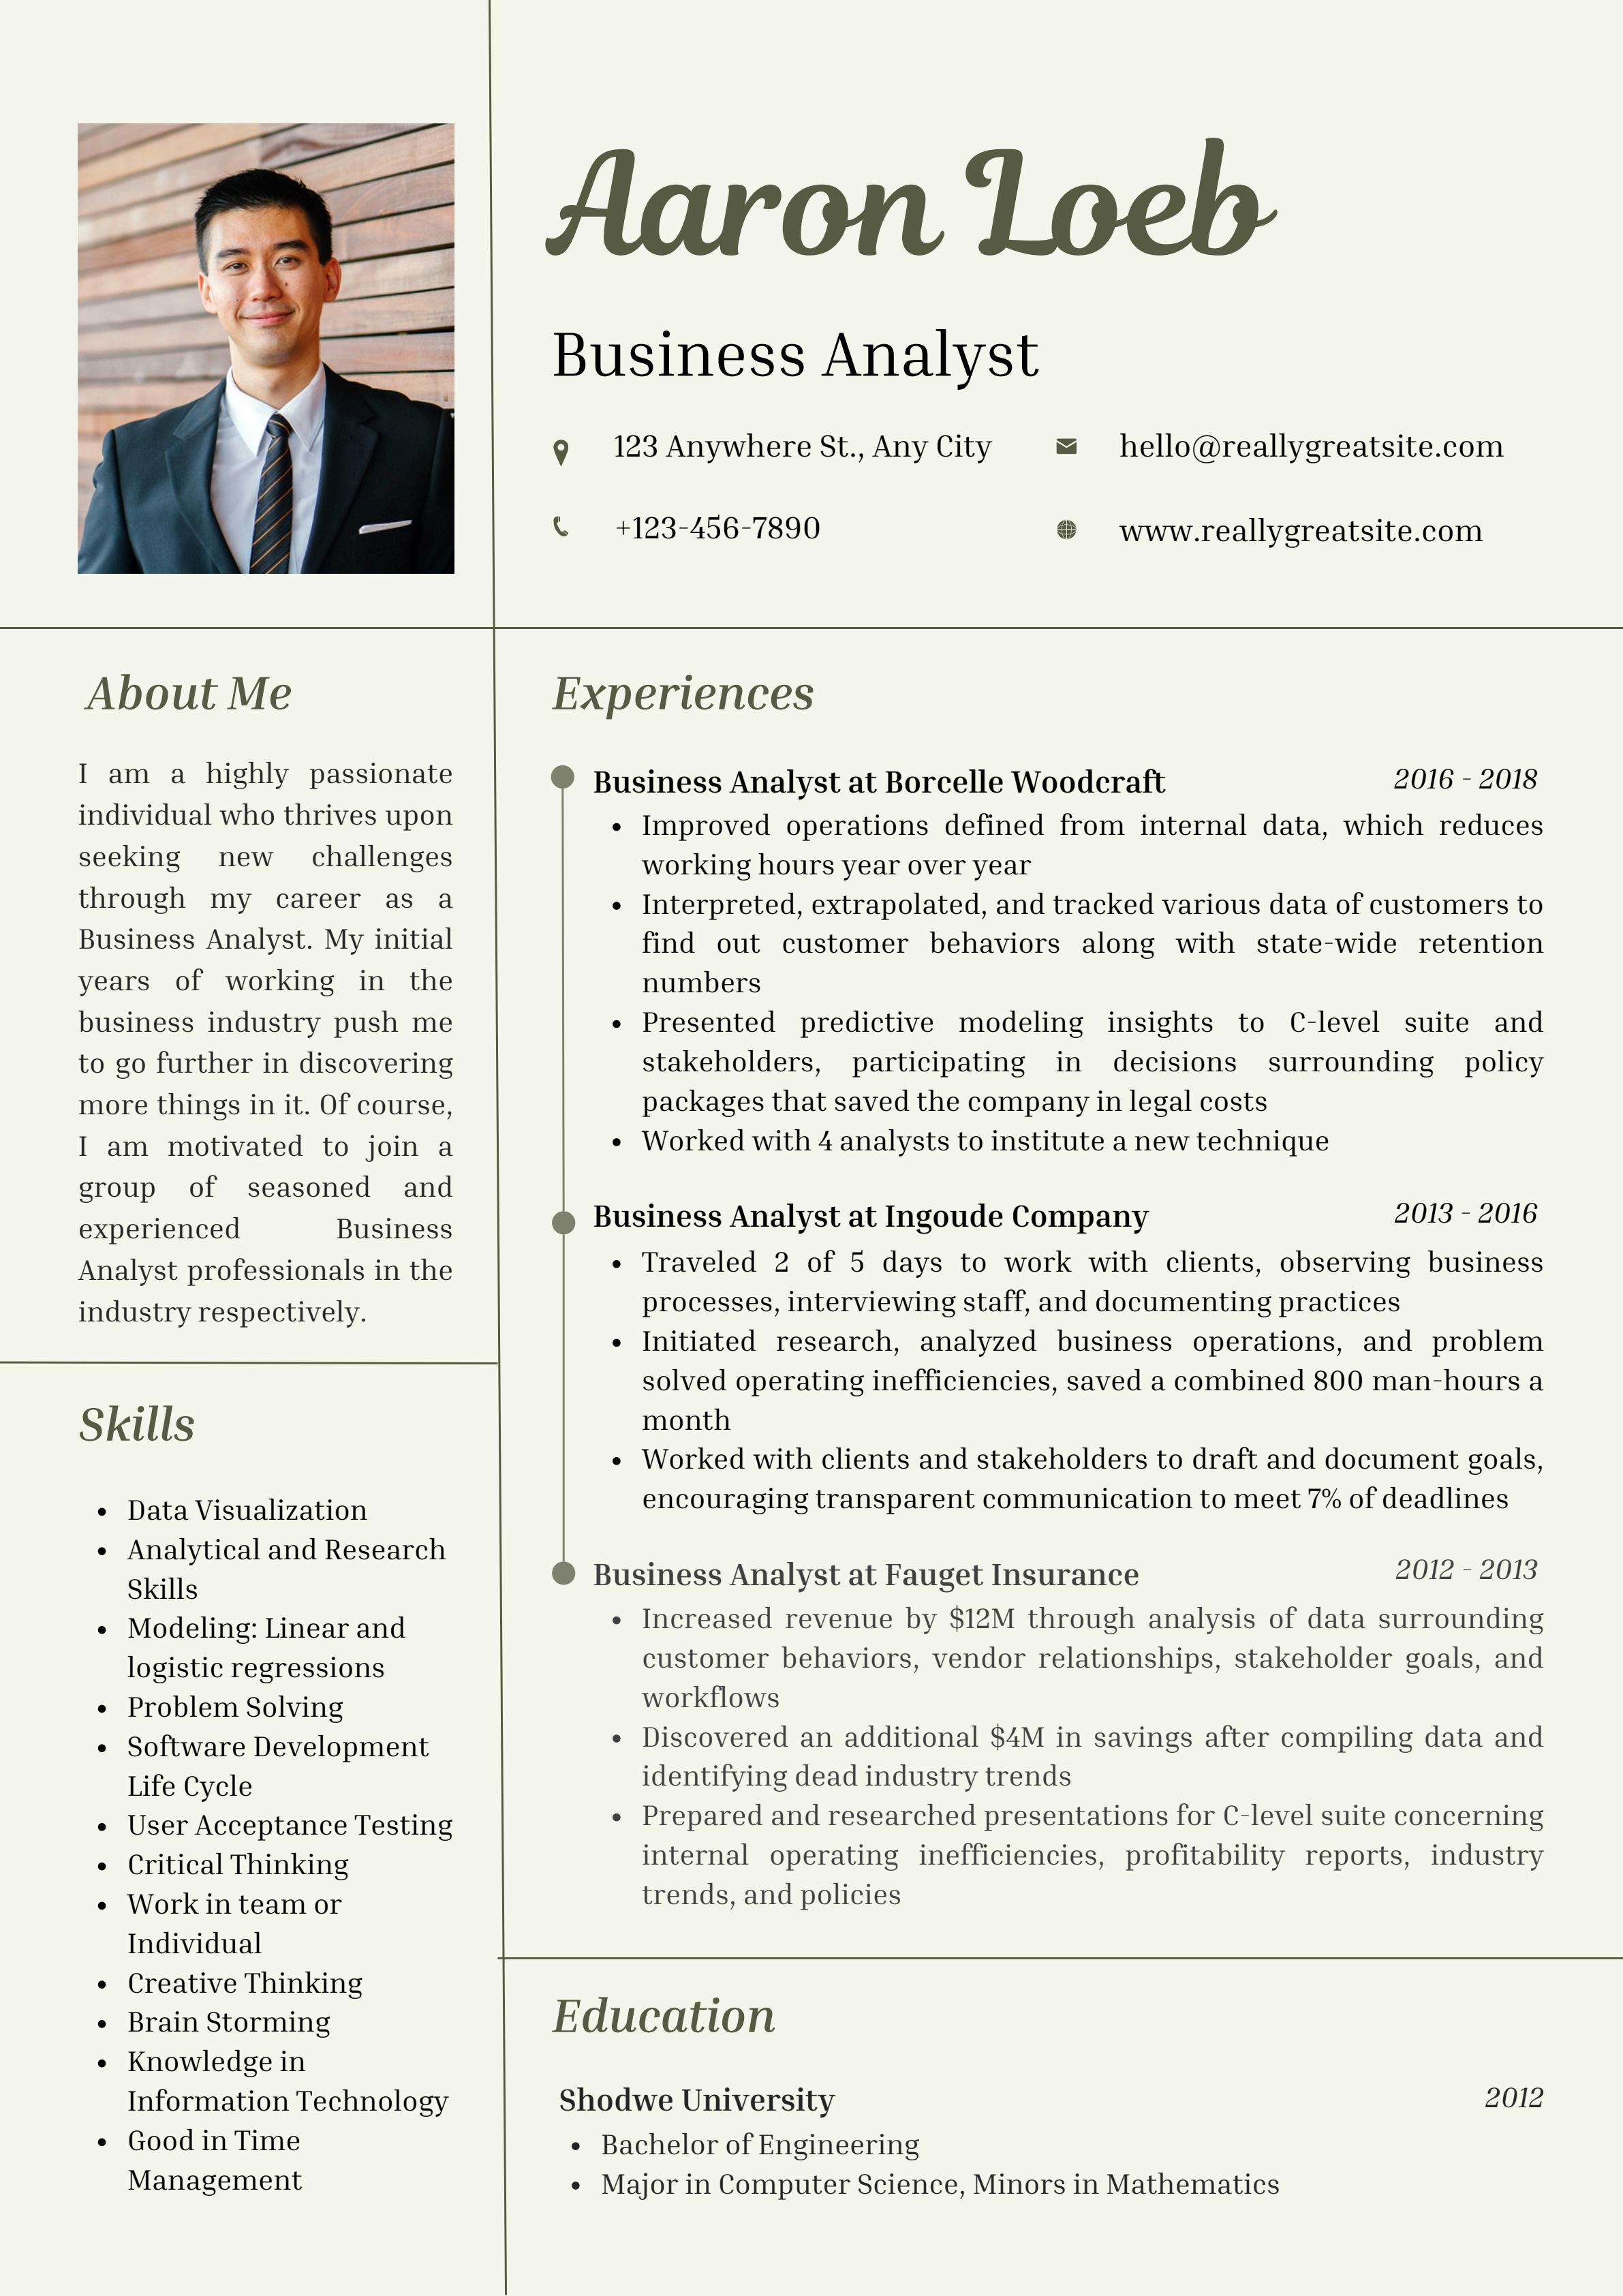 Aaron Loeb
Business Analyst
123 Anywhere St., Any City
hello@reallygreatsite.com
+123-456-7890
www.reallygreatsite.com
About Me
I am a highly passionate
individual who thrives upon
seeking new challenges
through my career as a
Business Analyst. My initial
years of working in the
business industry push me
to go further in discovering
more things in it. Of course,
I am motivated to join a
group of seasoned and
experienced Business
Analyst professionals in the
industry respectively.
Skills
• Data Visualization
• Analytical and Research
Skills
• Modeling: Linear and
logistic regressions
• Problem Solving
• Software Development
Life Cycle
• User Acceptance Testing
• Critical Thinking
• Work in team or
Individual
• Creative Thinking
• Brain Storming
• Knowledge in
Information Technology
• Good in Time
Management
Experiences
Business Analyst at Borcelle Woodcraft 2016 - 2018
• Improved operations defined from internal data, which reduces
working hours year over year
• Interpreted, extrapolated, and tracked various data of customers to
find out customer behaviors along with state-wide retention
numbers
• Presented predictive modeling insights to C-level suite and
stakeholders, participating in decisions surrounding policy
packages that saved the company in legal costs
• Worked with 4 analysts to institute a new technique
Business Analyst at Ingoude Company 2013 - 2016
• Traveled 2 of 5 days to work with clients, observing business
processes, interviewing staff, and documenting practices
• Initiated research, analyzed business operations, and problem
solved operating inefficiencies, saved a combined 800 man-hours a
month
• Worked with clients and stakeholders to draft and document goals,
encouraging transparent communication to meet 7% of deadlines
Business Analyst at Fauget Insurance 2012 - 2013
• Increased revenue by $12M through analysis of data surrounding
customer behaviors, vendor relationships, stakeholder goals, and
workflows
• Discovered an additional $4M in savings after compiling data and
identifying dead industry trends
• Prepared and researched presentations for C-level suite concerning
internal operating inefficiencies, profitability reports, industry
trends, and policies
Education
Shodwe University 2012
• Bachelor of Engineering
• Major in Computer Science, Minors in Mathematics